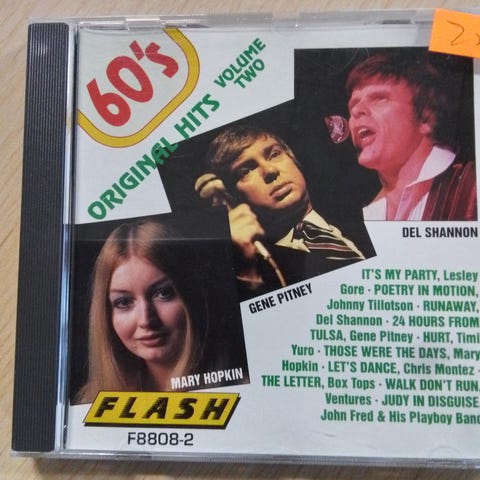 60's
ORIGINAL HITS
VOLUME
TWO
DEL SHANNON
GENE PITNEY
MARY HOPKIN
IT'S MY PARTY, Lesley
Gore · POETRY IN MOTION,
Johnny Tillotson · RUNAWAY,
Del Shannon · 24 HOURS FROM
TULSA, Gene Pitney · HURT, Timi
Yuro · THOSE WERE THE DAYS, Mary
Hopkin · LET'S DANCE, Chris Montez ·
THE LETTER, Box Tops · WALK DON'T RUN,
Ventures · JUDY IN DISGUISE
John Fred & His Playboy Band
FLASH
F8808-2